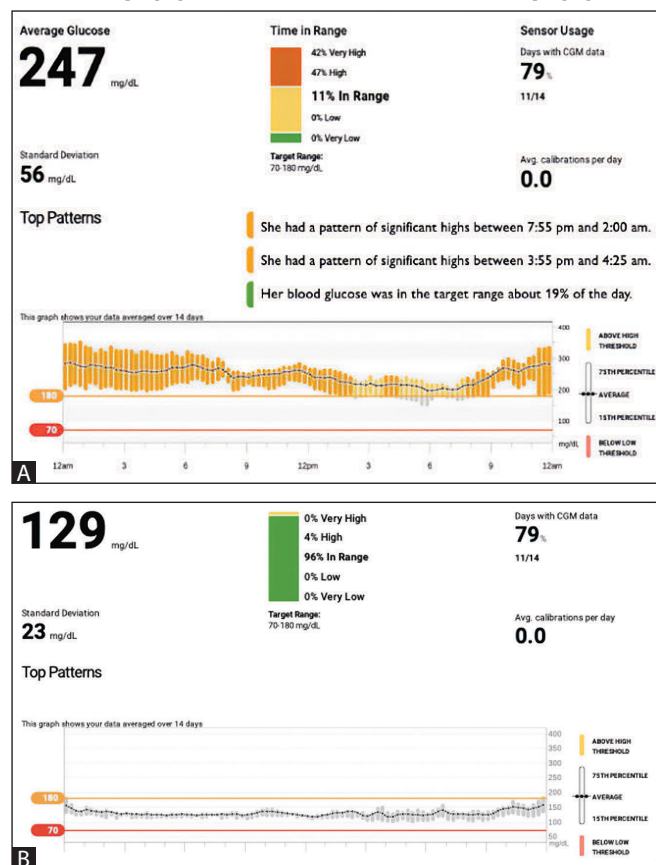 Average Glucose
Time in Range
Sensor Usage
247 mg/dL
42% Very High
47% High
11% In Range
0% Low
0% Very Low
Days with CGM data
79%
11/14
Standard Deviation
56 mg/dL
Target Range:
70-180 mg/dL
Avg. calibrations per day
0.0
Top Patterns
She had a pattern of significant highs between 7:55 pm and 2:00 am.
She had a pattern of significant highs between 3:55 pm and 4:25 am.
Her blood glucose was in the target range about 19% of the day.
This graph shows your data averaged over 14 days
400
300
200
100
mg/dL
180
70
ABOVE HIGH
THRESHOLD
75TH PERCENTILE
AVERAGE
15TH PERCENTILE
BELOW LOW
THRESHOLD
12am 3 6 9 12pm 3 6 9 12am
A
129 mg/dL
0% Very High
4% High
96% In Range
0% Low
0% Very Low
Days with CGM data
79%
11/14
Standard Deviation
23 mg/dL
Target Range:
70-180 mg/dL
Avg. calibrations per day
0.0
Top Patterns
This graph shows your data averaged over 14 days
400
350
300
250
200
150
100
50
mg/dL
180
70
ABOVE HIGH
THRESHOLD
75TH PERCENTILE
AVERAGE
15TH PERCENTILE
BELOW LOW
THRESHOLD
B